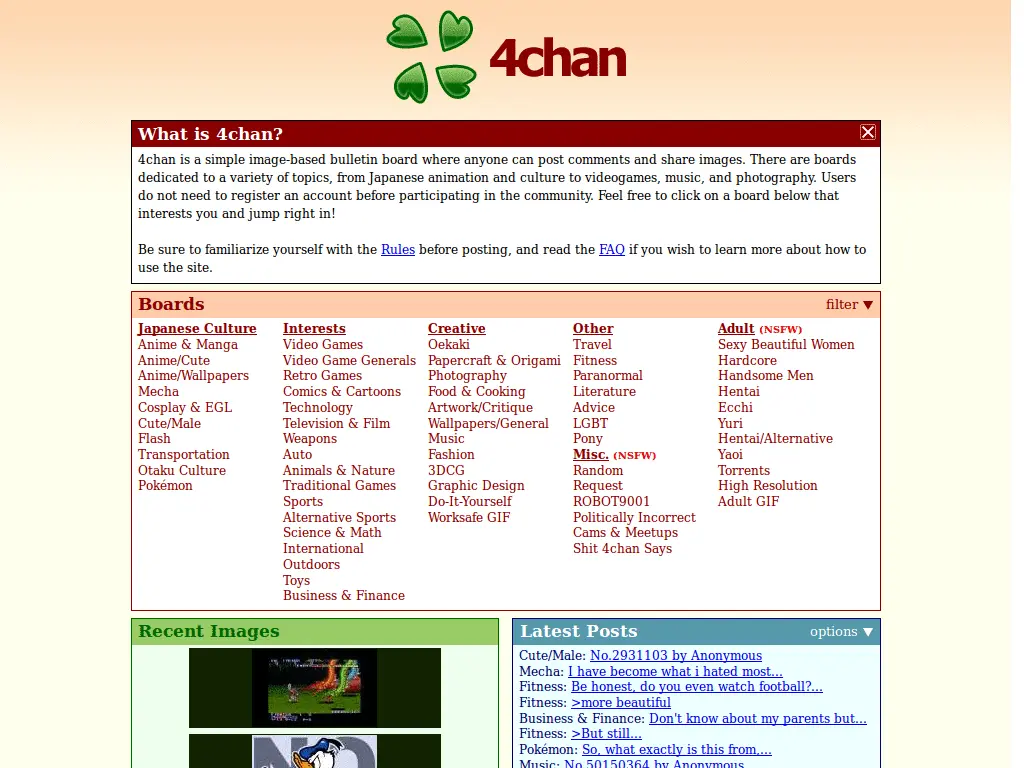 4chan
What is 4chan?
4chan is a simple image-based bulletin board where anyone can post comments and share images. There are boards
dedicated to a variety of topics, from Japanese animation and culture to videogames, music, and photography. Users
do not need to register an account before participating in the community. Feel free to click on a board below that
interests you and jump right in!
Be sure to familiarize yourself with the Rules before posting, and read the FAQ if you wish to learn more about how to
use the site.
Boards
filter ▼
Japanese Culture
Anime & Manga
Anime/Cute
Anime/Wallpapers
Mecha
Cosplay & EGL
Cute/Male
Flash
Transportation
Otaku Culture
Pokémon
Interests
Video Games
Video Game Generals
Retro Games
Comics & Cartoons
Technology
Television & Film
Weapons
Auto
Animals & Nature
Traditional Games
Sports
Alternative Sports
Science & Math
International
Outdoors
Toys
Business & Finance
Creative
Oekaki
Papercraft & Origami
Photography
Food & Cooking
Artwork/Critique
Wallpapers/General
Music
Fashion
3DCG
Graphic Design
Do-It-Yourself
Worksafe GIF
Other
Travel
Fitness
Paranormal
Literature
Advice
LGBT
Pony
Misc. (NSFW)
Random
Request
ROBOT9001
Politically Incorrect
Cams & Meetups
Shit 4chan Says
Adult (NSFW)
Sexy Beautiful Women
Hardcore
Handsome Men
Hentai
Ecchi
Yuri
Hentai/Alternative
Yaoi
Torrents
High Resolution
Adult GIF
Recent Images
Latest Posts
options ▼
Cute/Male: No.2931103 by Anonymous
Mecha: I have become what i hated most...
Fitness: Be honest, do you even watch football?...
Fitness: >more beautiful
Business & Finance: Don't know about my parents but...
Fitness: >But still...
Pokémon: So, what exactly is this from,...
Music: No.50150364 by Anonymous